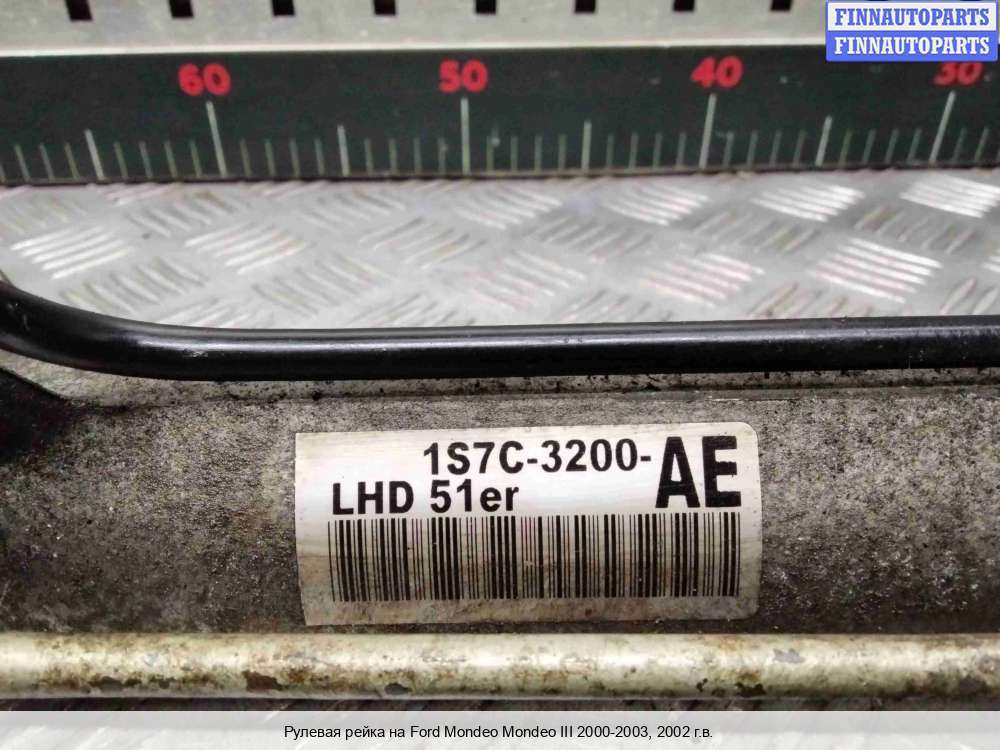 FINNAUTOPARTS
FINNAUTOPARTS
60 50 40 30
1S7C-3200-AE
LHD 51er
Рулевая рейка на Ford Mondeo Mondeo III 2000-2003, 2002 г.в.